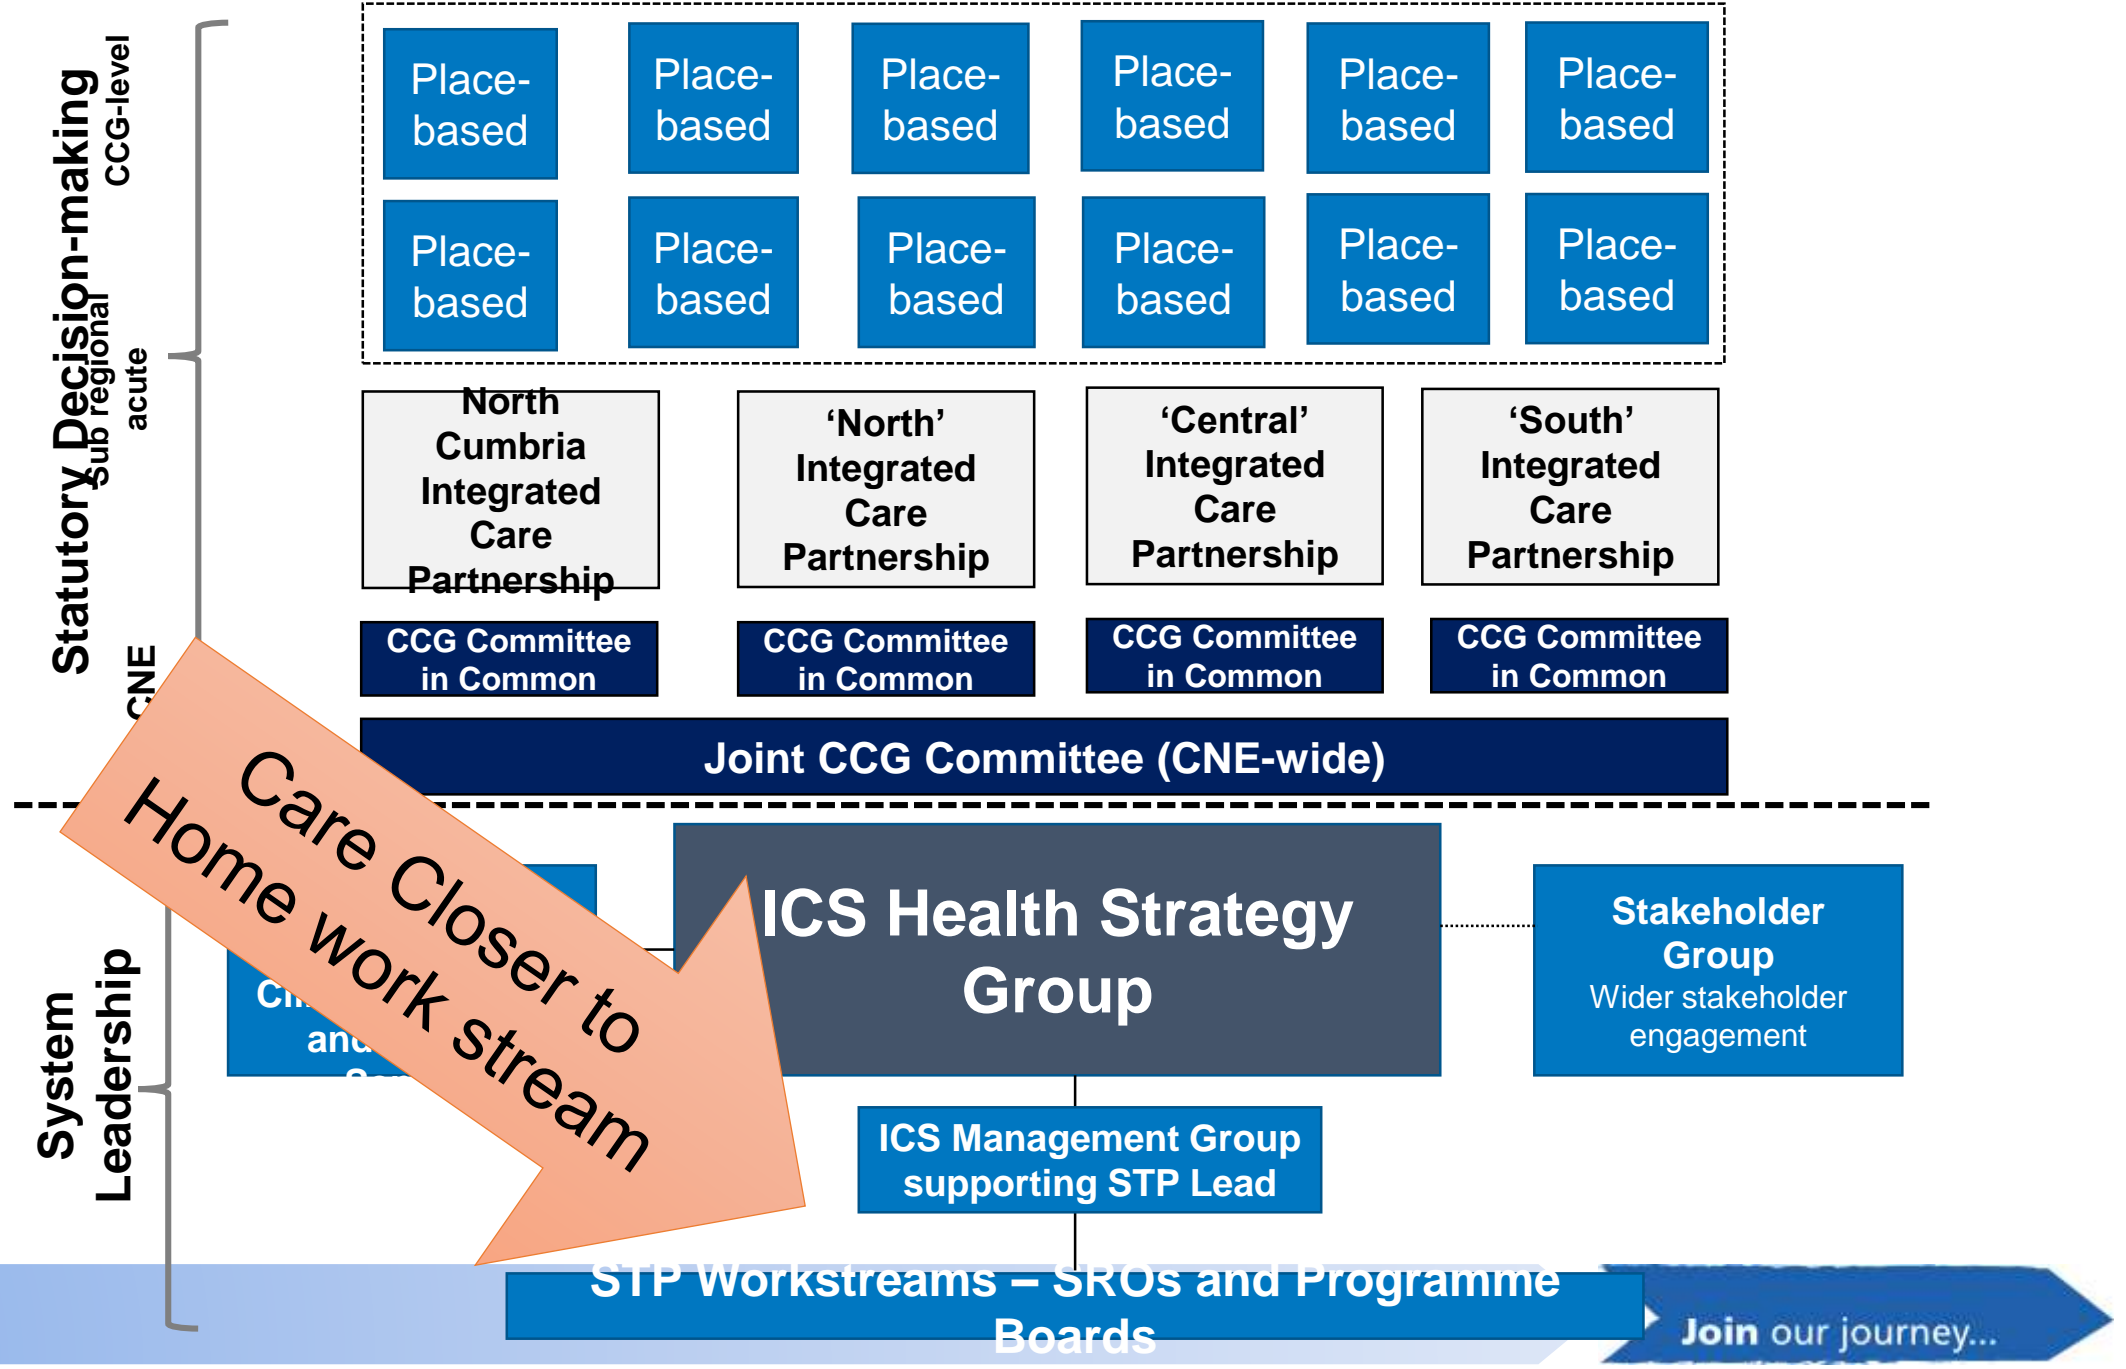 Statutory Decision-making
CCG-level
Sub regional
acute
CNE
Place-
based
Place-
based
Place-
based
Place-
based
Place-
based
Place-
based
Place-
based
Place-
based
Place-
based
Place-
based
Place-
based
Place-
based
North
Cumbria
Integrated
Care
Partnership
‘North’
Integrated
Care
Partnership
‘Central’
Integrated
Care
Partnership
‘South’
Integrated
Care
Partnership
CCG Committee
in Common
CCG Committee
in Common
CCG Committee
in Common
CCG Committee
in Common
Joint CCG Committee (CNE-wide)
Care Closer to
Home work stream
System
Leadership
and
ICS Health Strategy
Group
Stakeholder
Group
Wider stakeholder
engagement
ICS Management Group
supporting STP Lead
STP Workstreams – SROs and Programme
Boards
Join our journey...